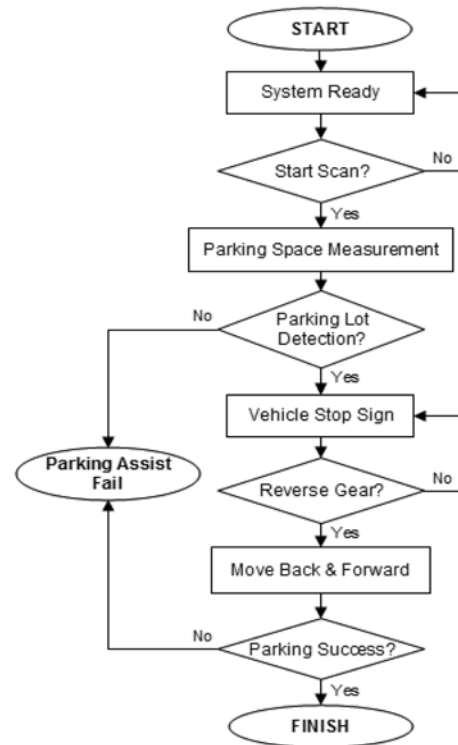 START
System Ready
Start Scan?
No
Yes
Parking Space Measurement
No
Parking Lot
Detection?
Yes
Vehicle Stop Sign
Parking Assist
Fail
Reverse Gear?
No
Yes
Move Back & Forward
No
Parking Success?
Yes
FINISH